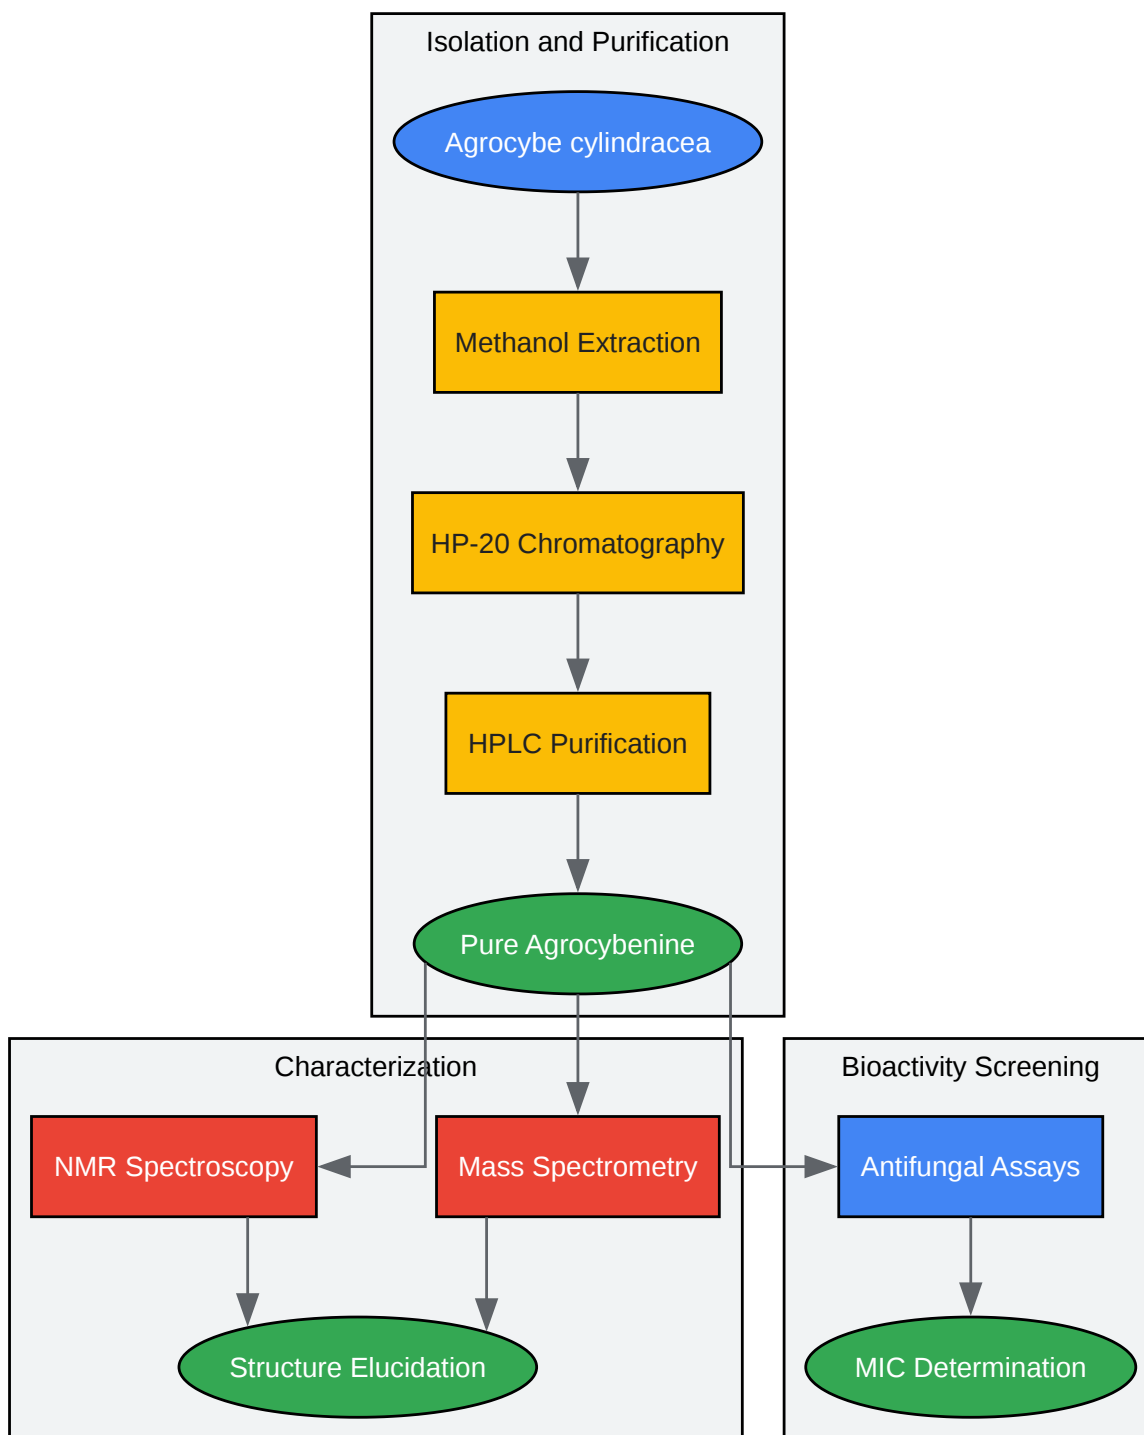 Isolation and Purification
Agrocybe cylindracea
Methanol Extraction
HP-20 Chromatography
HPLC Purification
Pure Agrocybenine
Characterization
Bioactivity Screening
NMR Spectroscopy
Mass Spectrometry
Antifungal Assays
Structure Elucidation
MIC Determination